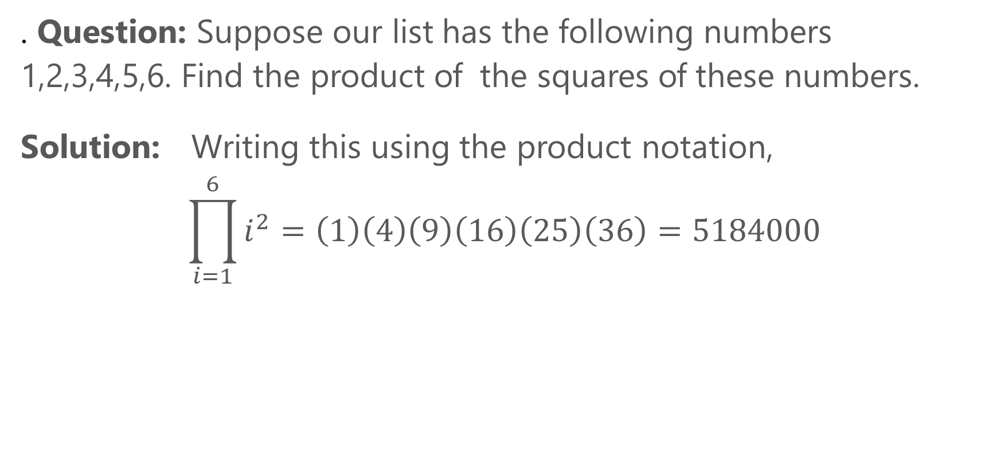 . Question: Suppose our list has the following numbers
1,2,3,4,5,6. Find the product of  the squares of these numbers.
Solution:   Writing this using the product notation,
6
∏ i² = (1)(4)(9)(16)(25)(36) = 5184000
i=1